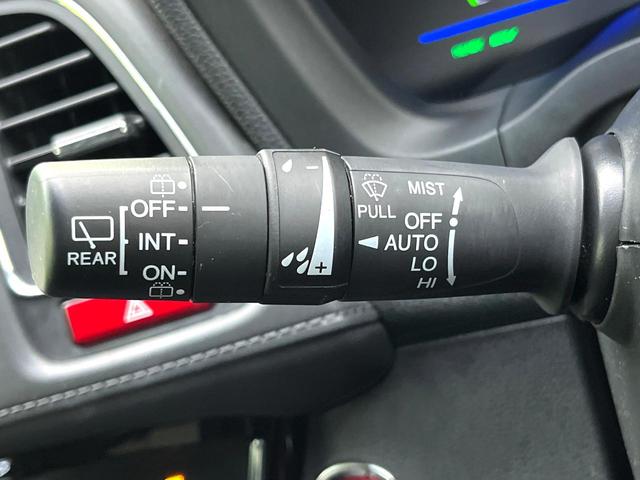 OFF
INT
REAR
ON
- +
PULL
MIST
OFF
AUTO
LO
HI